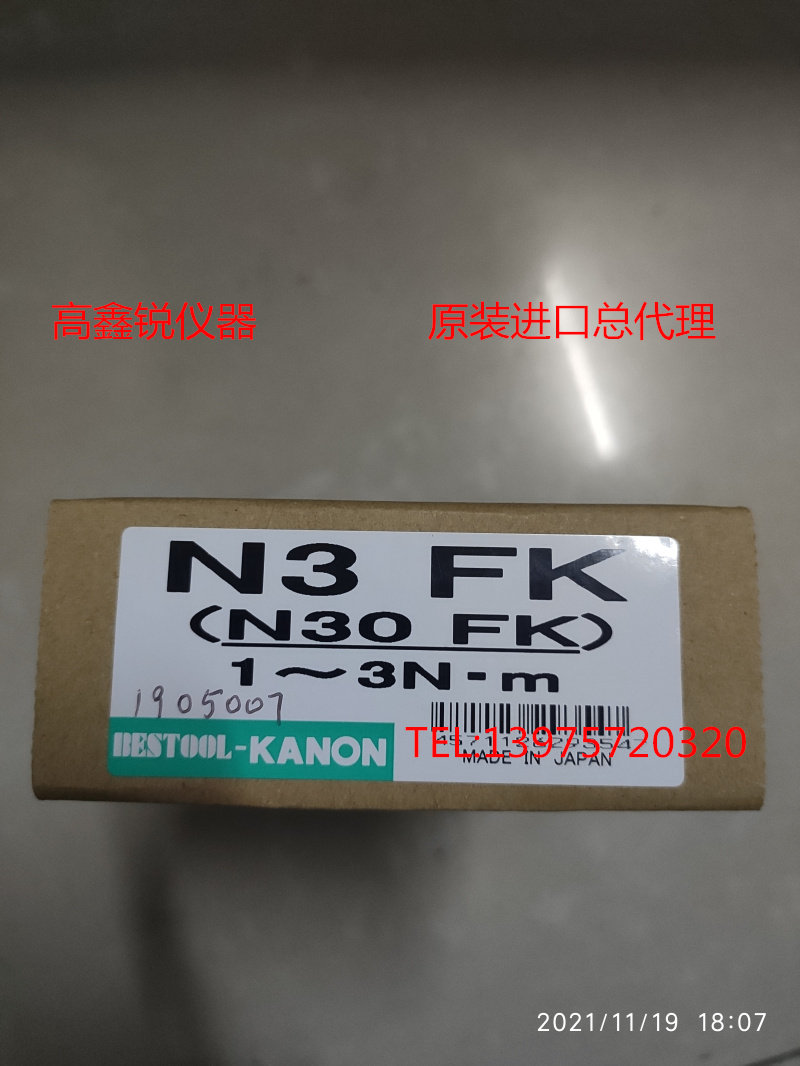 高鑫锐仪器 原装进口总代理
N3 FK
(N30 FK)
1～3N-m
1905007
BESTOOL-KANON
TEL:13975720320
MADE IN JAPAN
2021/11/19 18:07